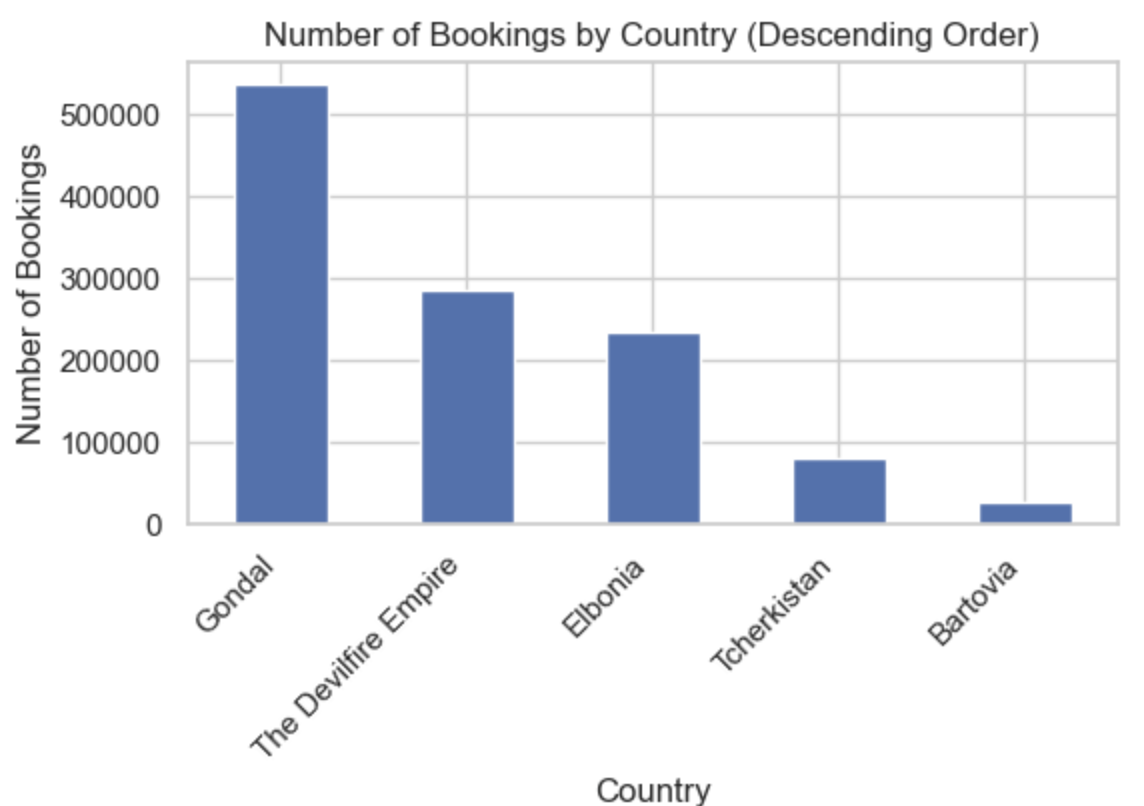 Number of Bookings by Country (Descending Order)
Number of Bookings
500000
400000
300000
200000
100000
0
Gondal
The Devilfire Empire
Elbonia
Tcherkistan
Bartovia
Country